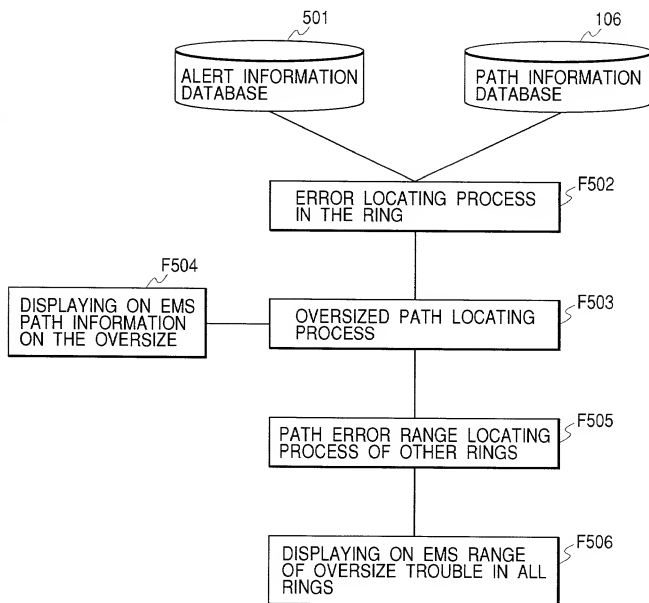 501
106
ALERT INFORMATION
DATABASE
PATH INFORMATION
DATABASE
F502
ERROR LOCATING PROCESS
IN THE RING
F504
DISPLAYING ON EMS
PATH INFORMATION
ON THE OVERSIZE
F503
OVERSIZED PATH LOCATING
PROCESS
F505
PATH ERROR RANGE LOCATING
PROCESS OF OTHER RINGS
F506
DISPLAYING ON EMS RANGE
OF OVERSIZE TROUBLE IN ALL
RINGS